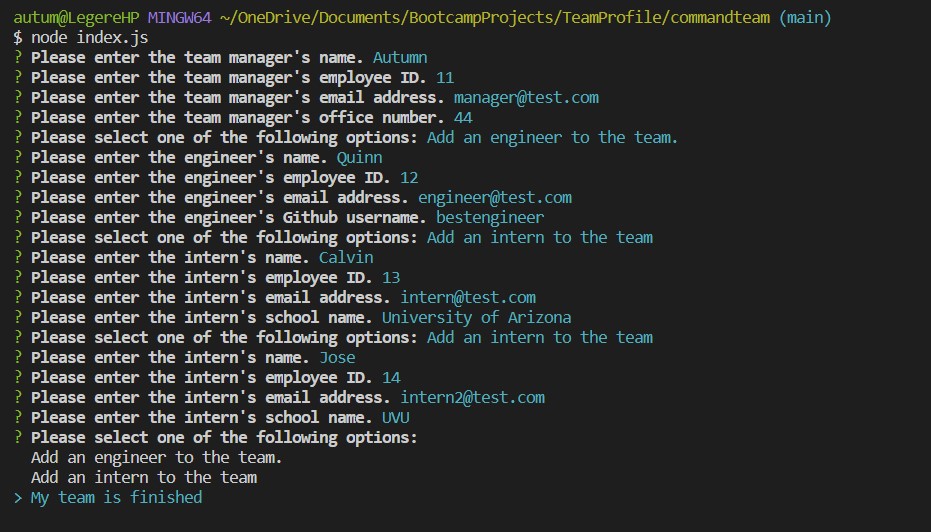 autum@LegereHP MINGW64 ~/OneDrive/Documents/BootcampProjects/TeamProfile/commandteam (main)
$ node index.js
? Please enter the team manager's name. Autumn
? Please enter the team manager's employee ID. 11
? Please enter the team manager's email address. manager@test.com
? Please enter the team manager's office number. 44
? Please select one of the following options: Add an engineer to the team.
? Please enter the engineer's name. Quinn
? Please enter the engineer's employee ID. 12
? Please enter the engineer's email address. engineer@test.com
? Please enter the engineer's Github username. bestengineer
? Please select one of the following options: Add an intern to the team
? Please enter the intern's name. Calvin
? Please enter the intern's employee ID. 13
? Please enter the intern's email address. intern@test.com
? Please enter the intern's school name. University of Arizona
? Please select one of the following options: Add an intern to the team
? Please enter the intern's name. Jose
? Please enter the intern's employee ID. 14
? Please enter the intern's email address. intern2@test.com
? Please enter the intern's school name. UVU
? Please select one of the following options:
  Add an engineer to the team.
  Add an intern to the team
> My team is finished